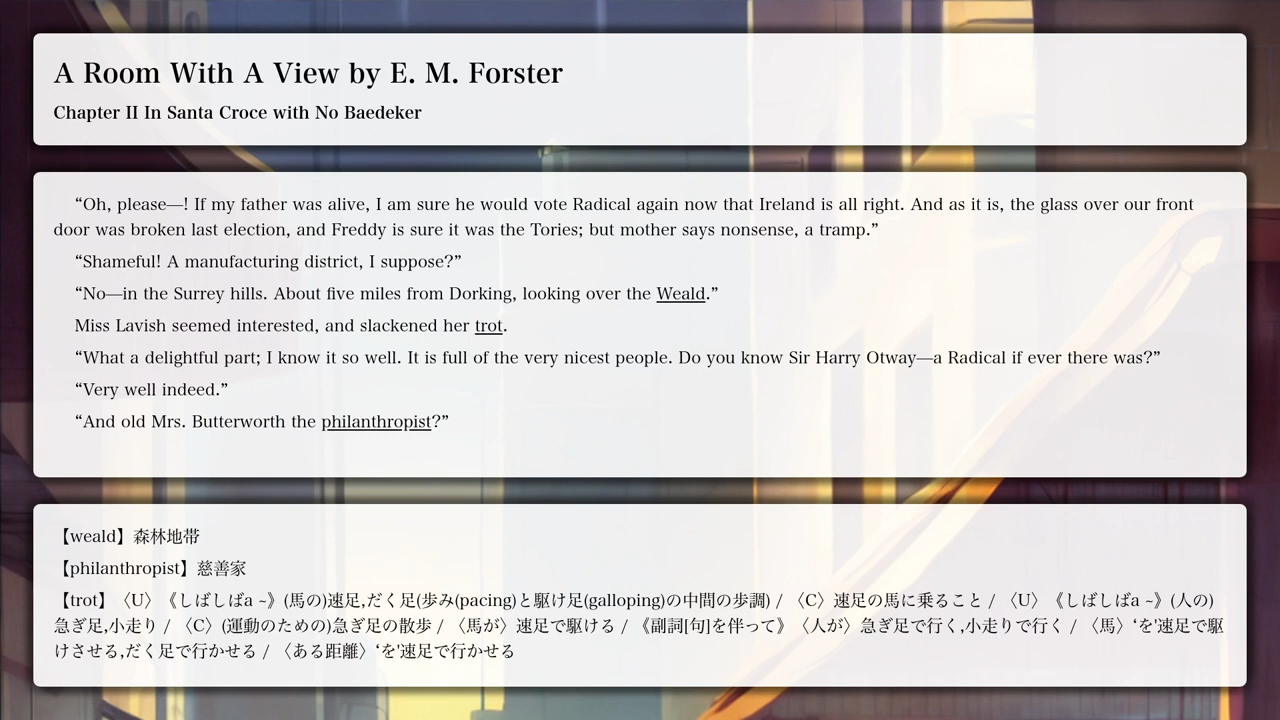 A Room With A View by E. M. Forster
Chapter II In Santa Croce with No Baedeker
“Oh, please—! If my father was alive, I am sure he would vote Radical again now that Ireland is all right. And as it is, the glass over our front
door was broken last election, and Freddy is sure it was the Tories; but mother says nonsense, a tramp.”
“Shameful! A manufacturing district, I suppose?”
“No—in the Surrey hills. About five miles from Dorking, looking over the Weald.”
Miss Lavish seemed interested, and slackened her trot.
“What a delightful part; I know it so well. It is full of the very nicest people. Do you know Sir Harry Otway—a Radical if ever there was?”
“Very well indeed.”
“And old Mrs. Butterworth the philanthropist?”
【weald】森林地帯
【philanthropist】慈善家
【trot】〈U〉《しばしばa ~》(馬の)速足,だく足(歩み(pacing)と駆け足(galloping)の中間の歩調) / 〈C〉速足の馬に乗ること / 〈U〉《しばしばa ~》(人の)
急ぎ足,小走り / 〈C〉(運動のための)急ぎ足の散歩 / 〈馬が〉速足で駆ける / 《副詞[句]を伴って》〈人が〉急ぎ足で行く,小走りで行く / 〈馬〉‘を'速足で駆
けさせる,だく足で行かせる / 〈ある距離〉‘を'速足で行かせる